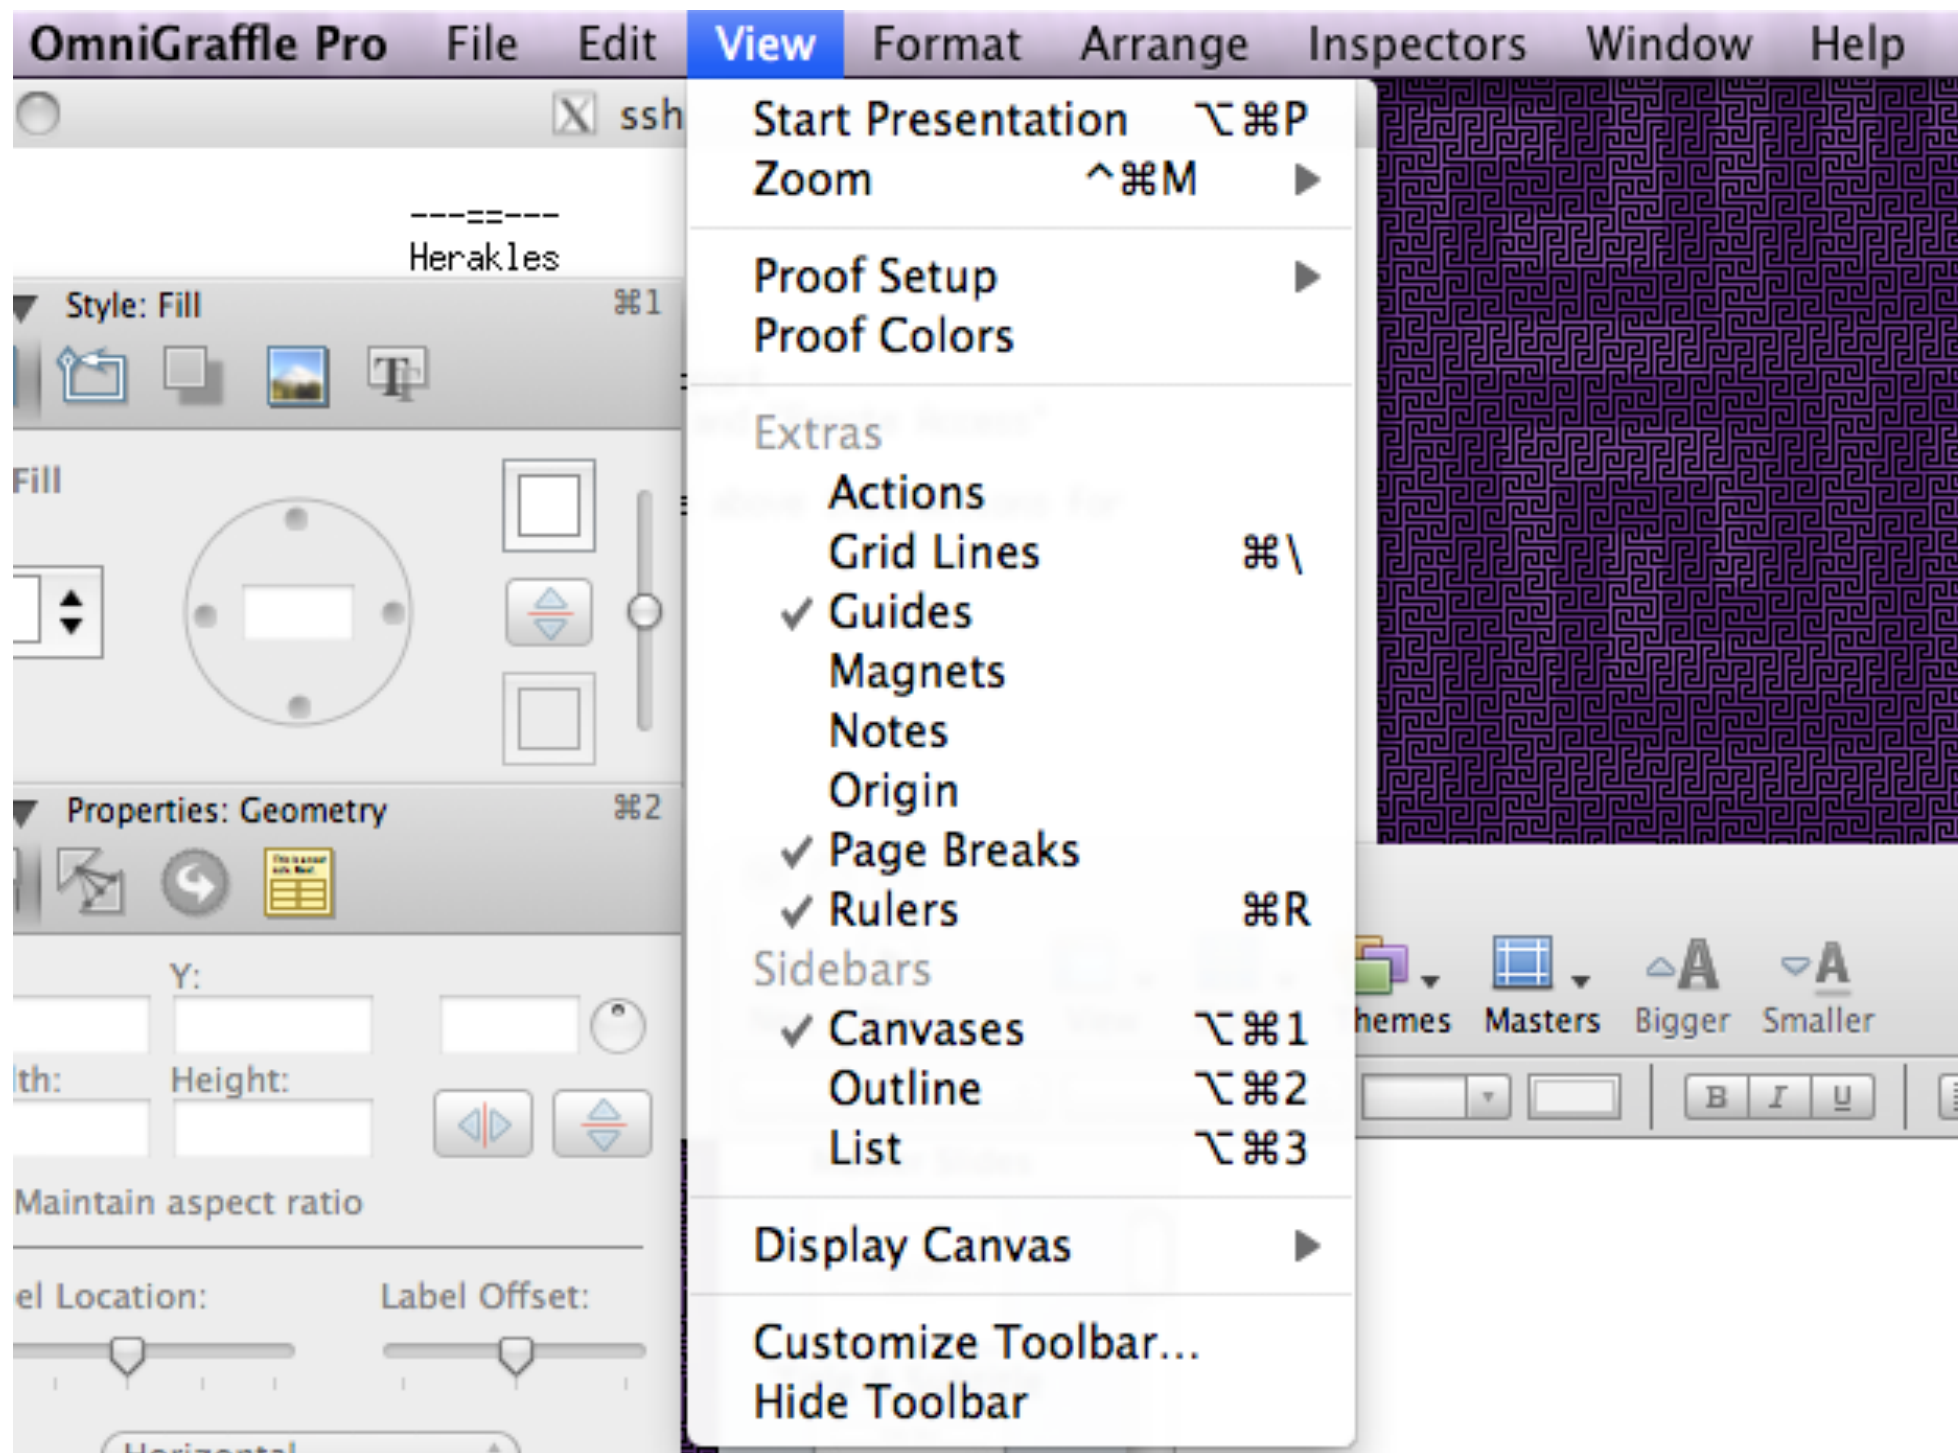 OmniGraffle Pro File Edit View Format Arrange Inspectors Window Help
X ssh
---==---
Herakles
Style: Fill ⌘1
Fill
Properties: Geometry ⌘2
Y:
Height:
Maintain aspect ratio
Location:
Label Offset:
Start Presentation ⌥⌘P
Zoom ^⌘M
Proof Setup
Proof Colors
Extras
Actions
Grid Lines ⌘\
✓ Guides
Magnets
Notes
Origin
✓ Page Breaks
✓ Rulers ⌘R
Sidebars
✓ Canvases ⌥⌘1
Outline ⌥⌘2
List ⌥⌘3
Display Canvas
Customize Toolbar...
Hide Toolbar
hemes Masters Bigger Smaller
B I U